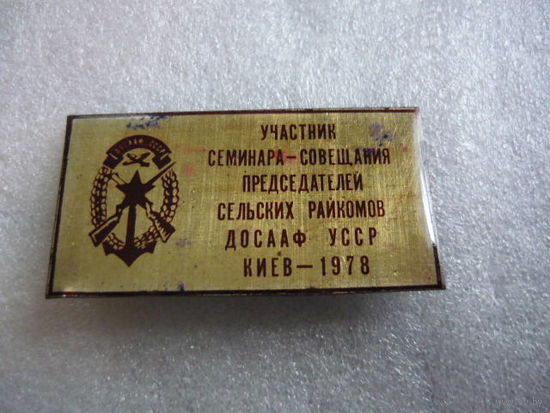 УЧАСТНИК
СЕМИНАРА-СОВЕЩАНИЯ
ПРЕДСЕДАТЕЛЕЙ
СЕЛЬСКИХ РАЙКОМОВ
ДОСААФ УССР
КИЕВ-1978